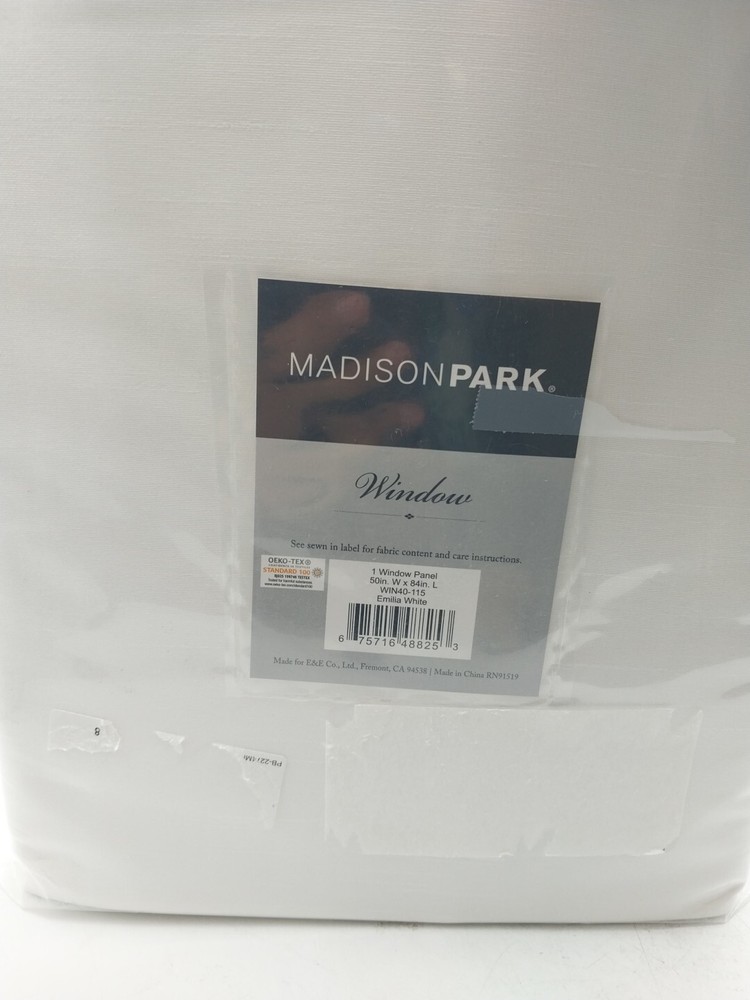 MADISONPARK®
Window
See sewn in label for fabric content and care instructions.
OEKO-TEX®
STANDARD 100
1 Window Panel
50in. W x 84in. L
WIN40-115
Emilia White
6 75716 48825 3
Made for E&E Co., Ltd., Fremont, CA 94538 | Made in China RN91519
8